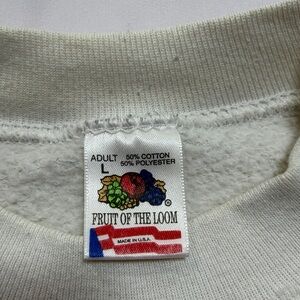 ADULT 50% COTTON
L 50% POLYESTER
®
FRUIT OF THE LOOM
MADE IN U.S.A.